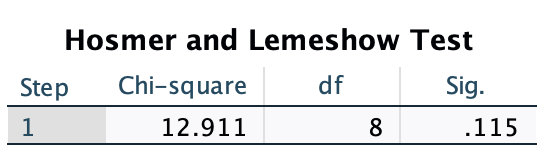 Hosmer and Lemeshow Test
Step Chi-square df Sig.
1 12.911 8 .115